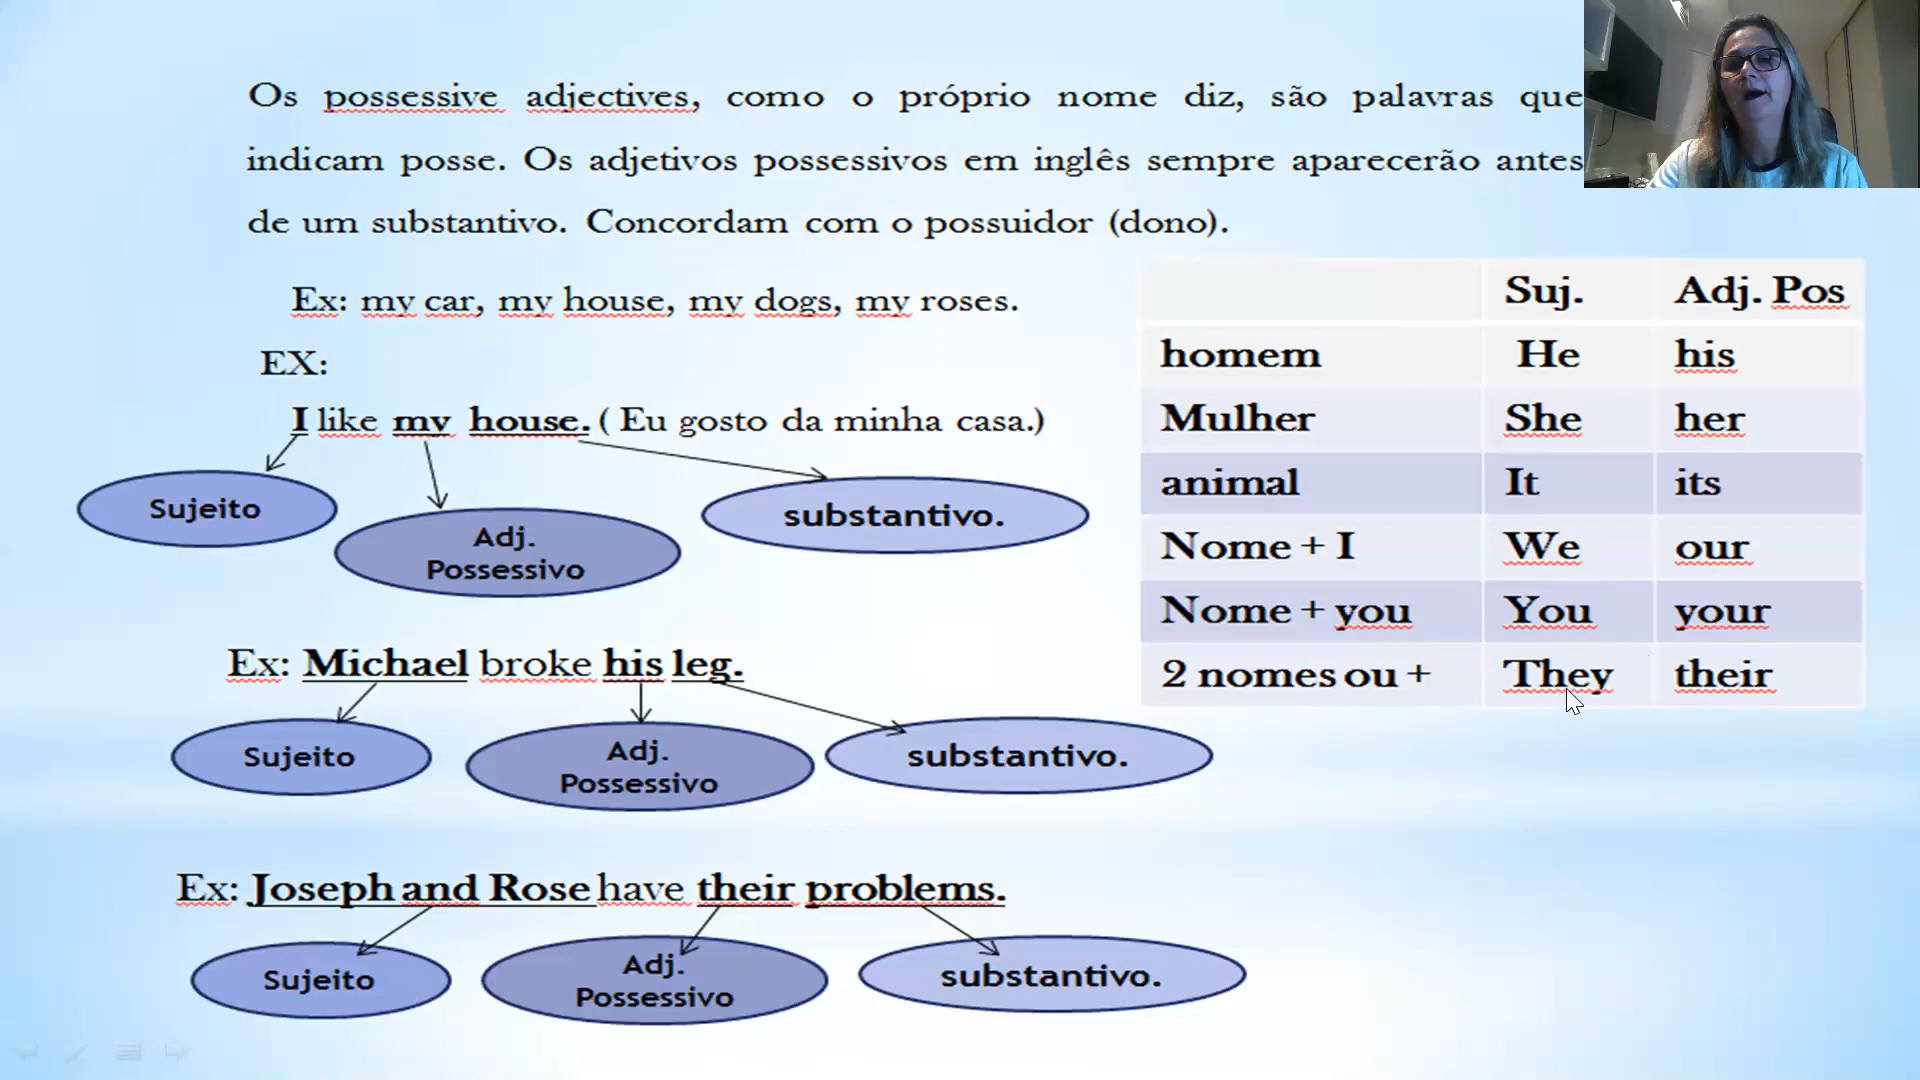 Os possessive adjectives, como o próprio nome diz, são palavras que
indicam posse. Os adjetivos possessivos em inglês sempre aparecerão antes
de um substantivo. Concordam com o possuidor (dono).
Ex: my car, my house, my dogs, my roses.
EX:
I like my house. ( Eu gosto da minha casa.)
Sujeito
Adj.
Possessivo
substantivo.
Ex: Michael broke his leg.
Sujeito
Adj.
Possessivo
substantivo.
Ex: Joseph and Rose have their problems.
Sujeito
Adj.
Possessivo
substantivo.
Suj. Adj. Pos
homem He his
Mulher She her
animal It its
Nome + I We our
Nome + you You your
2 nomes ou + They their